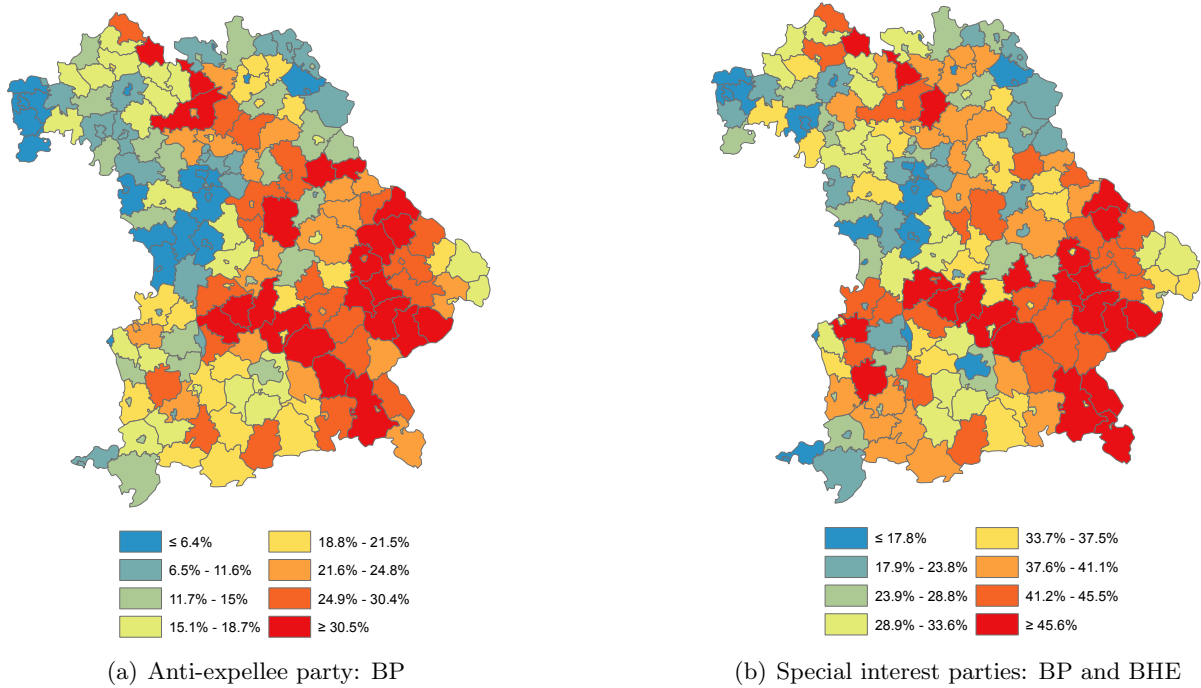 ≤ 6.4%
6.5% - 11.6%
11.7% - 15%
15.1% - 18.7%
18.8% - 21.5%
21.6% - 24.8%
24.9% - 30.4%
≥ 30.5%
(a) Anti-expellee party: BP
≤ 17.8%
17.9% - 23.8%
23.9% - 28.8%
28.9% - 33.6%
33.7% - 37.5%
37.6% - 41.1%
41.2% - 45.5%
≥ 45.6%
(b) Special interest parties: BP and BHE